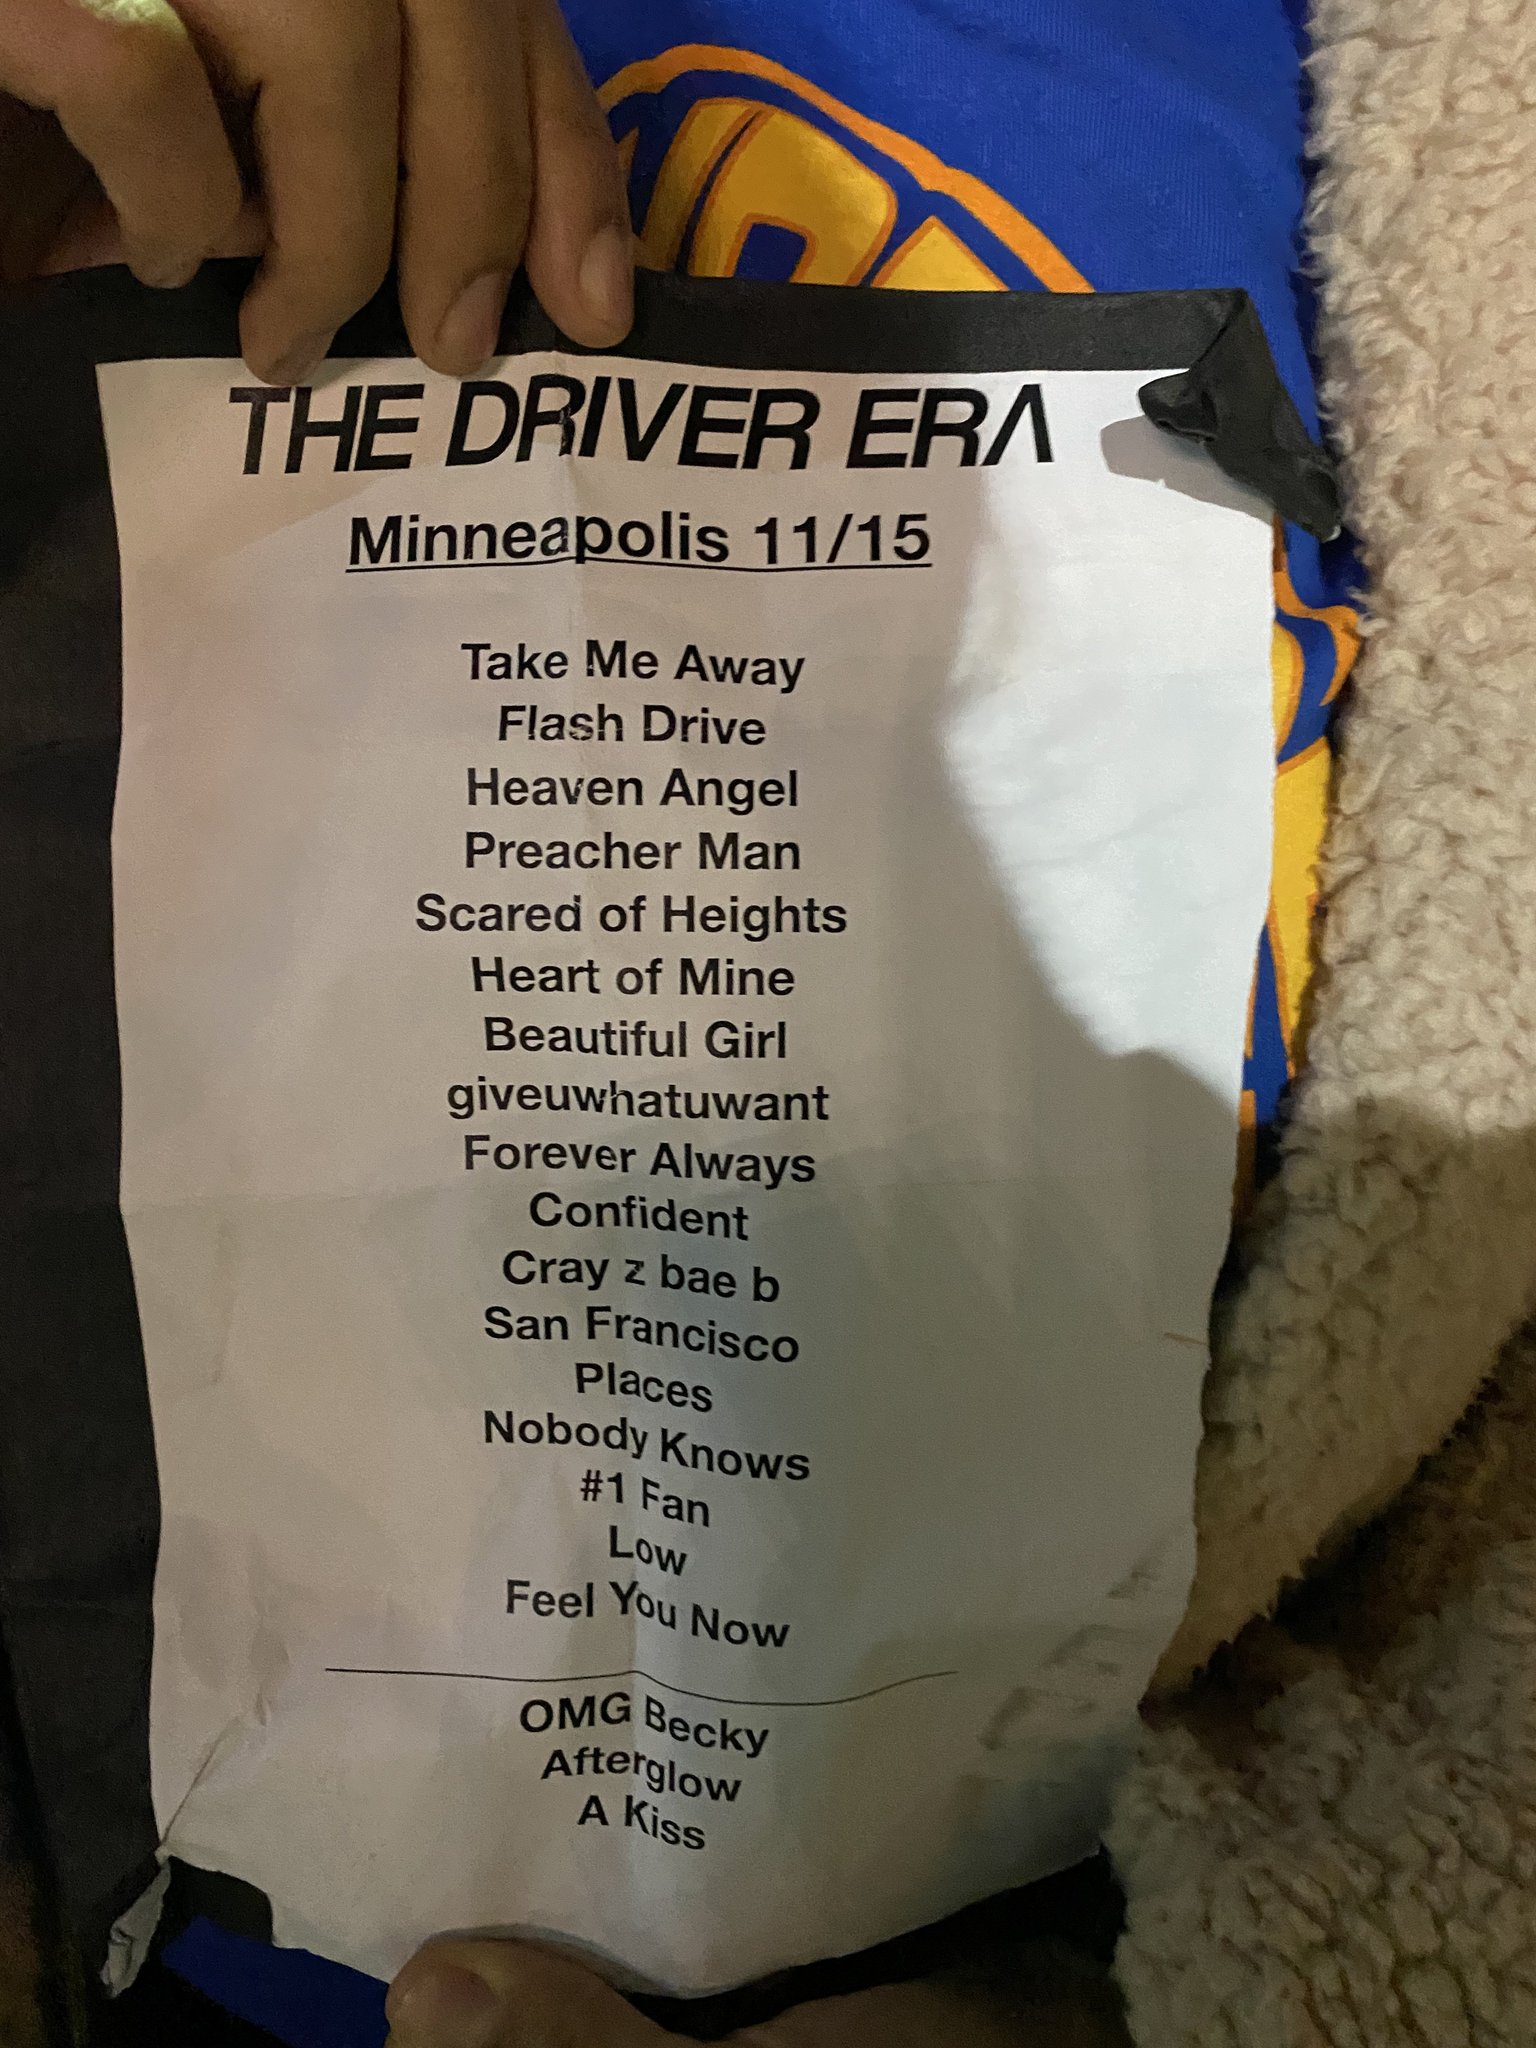 THE DRIVER ERA
Minneapolis 11/15
Take Me Away
Flash Drive
Heaven Angel
Preacher Man
Scared of Heights
Heart of Mine
Beautiful Girl
giveuwhatuwant
Forever Always
Confident
Cray z bae b
San Francisco
Places
Nobody Knows
#1 Fan
Low
Feel You Now
OMG Becky
Afterglow
A Kiss